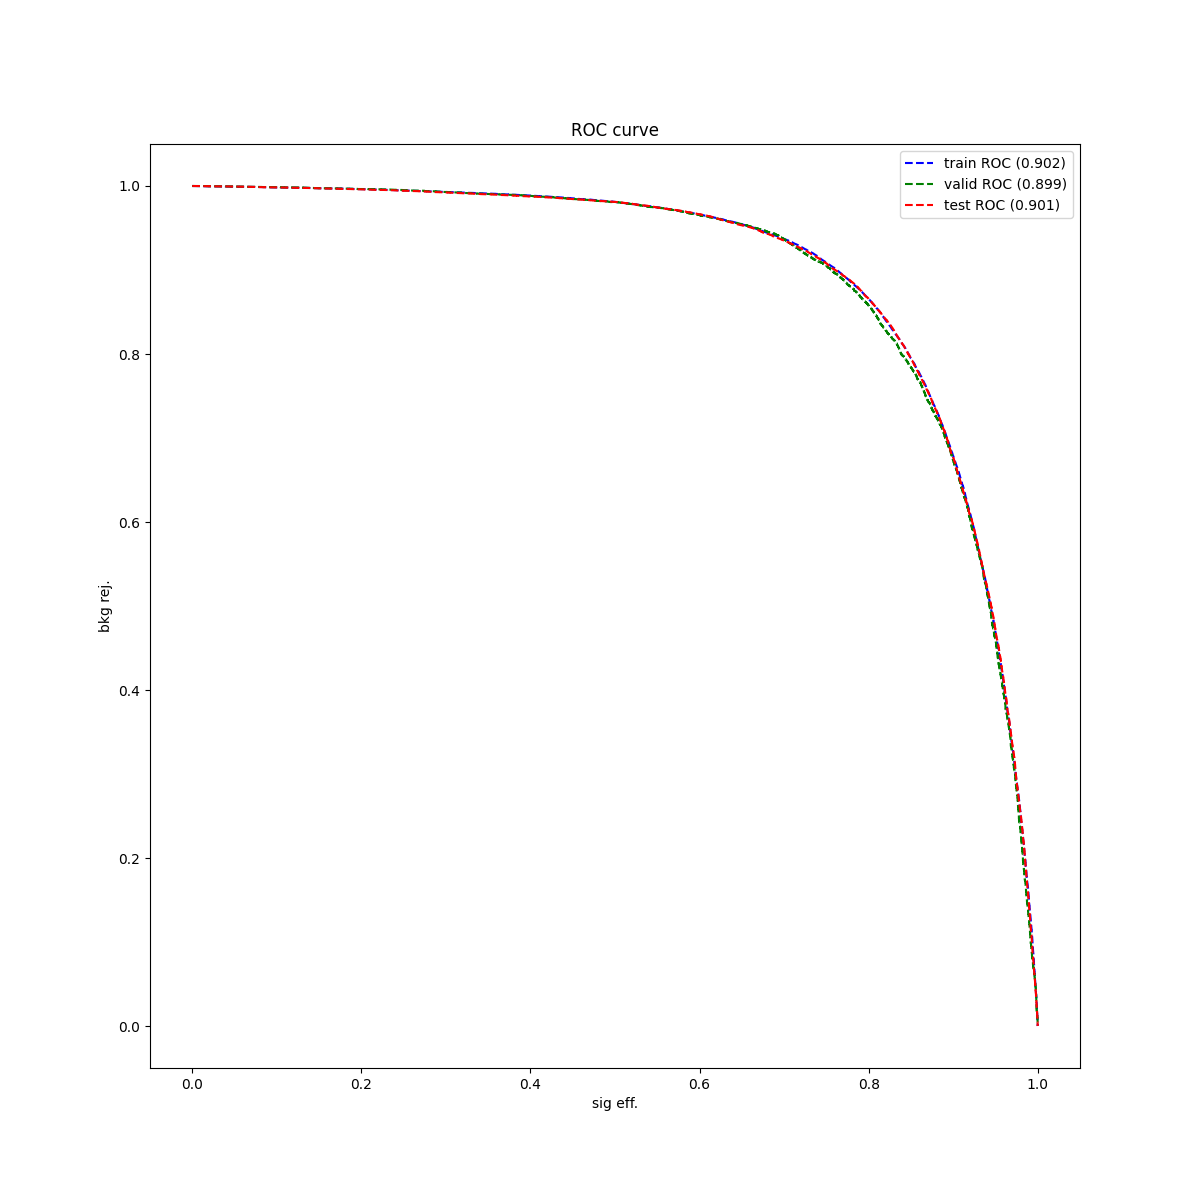 ROC curve
train ROC (0.902)
valid ROC (0.899)
test ROC (0.901)
1.0
0.8
0.6
0.4
0.2
0.0
bkg rej.
0.0 0.2 0.4 0.6 0.8 1.0
sig eff.